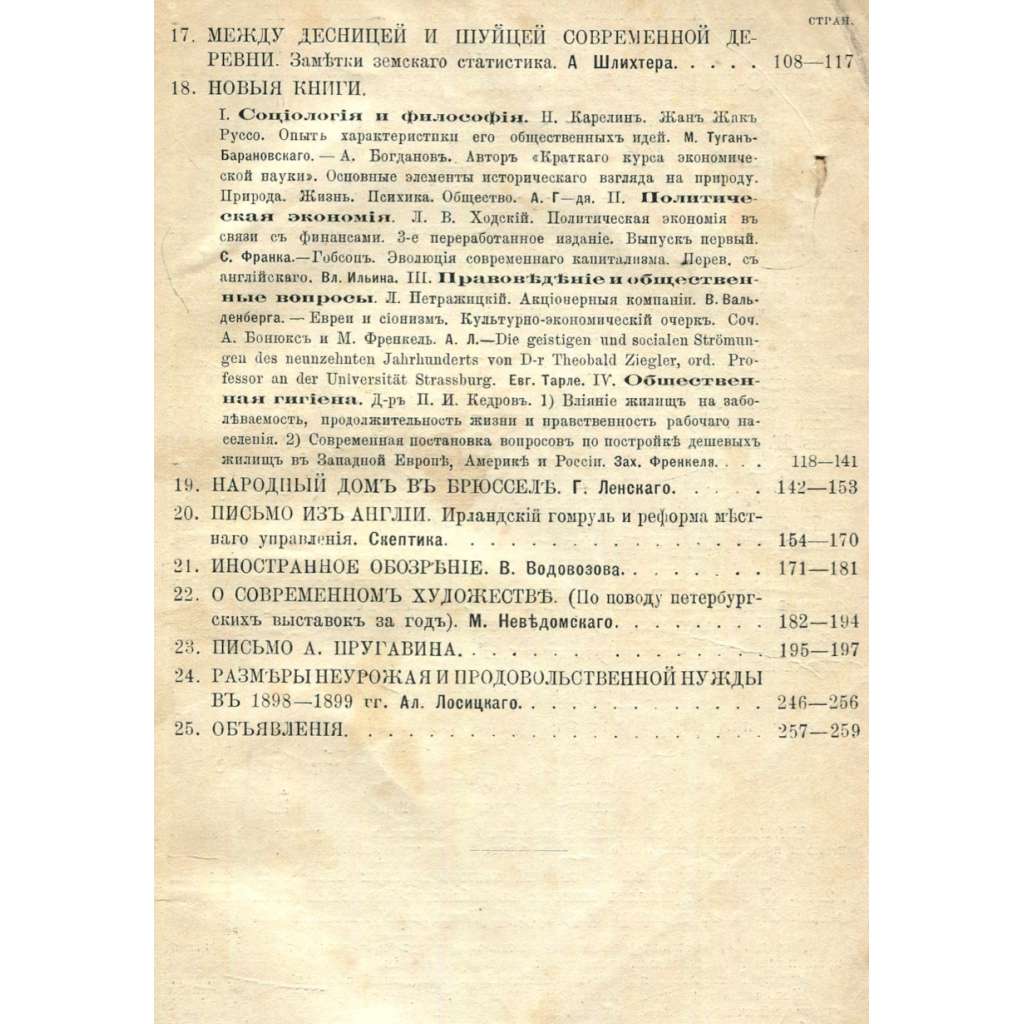 СТРАН.
17. МЕЖДУ ДЕСНИЦЕЙ И ШУЙЦЕЙ СОВРЕМЕННОЙ ДЕ-
РЕВНИ. Замѣтки земскаго статистика. А Шлихтера. . . . . 108—117
18. НОВЫЯ КНИГИ.
I. Соціологія и философія. Н. Карелинъ. Жанъ Жакъ
Руссо. Опытъ характеристики его общественныхъ идей. М. Туганъ-
Барановскаго. — А. Богдановъ. Авторъ «Краткаго курса экономиче-
ской науки». Основные элементы историческаго взгляда на природу.
Природа. Жизнь. Психика. Общество. А. Г—дя. II. Политиче-
ская экономія. Л. В. Ходскій. Политическая экономія въ
связи съ финансами. 3-е переработанное изданіе. Выпускъ первый.
С. Франка.—Гобсонъ. Эволюція современнаго капитализма. Перев. съ
англійскаго. Вл. Ильина. III. Правовѣдѣніе и обществен-
ные вопросы. Л. Петражицкій. Акціонерныя компаніи. В. Валь-
денберга. — Евреи и сіонизмъ. Культурно-экономическій очеркъ. Соч.
А. Бонюксъ и М. Френкель. А. Л.—Die geistigen und socialen Strömun-
gen des neunzehnten Jahrhunderts von D-r Theobald Ziegler, ord. Pro-
fessor an der Universität Strassburg. Евг. Тарле. IV. Обществен-
ная гигіена. Д-ръ П. И. Кедровъ. 1) Вліяніе жилищъ на забо-
лѣваемость, продолжительность жизни и нравственность рабочаго на-
селенія. 2) Современная постановка вопросовъ по постройкѣ дешевыхъ
жилищъ въ Западной Европѣ, Америкѣ и Россіи. Зах. Френкеля. . . . 118—141
19. НАРОДНЫЙ ДОМЪ ВЪ БРЮССЕЛѢ. Г. Ленскаго. . . . . 142—153
20. ПИСЬМО ИЗЪ АНГЛІИ. Ирландскій гомруль и реформа мѣст-
наго управленія. Скептика. . . . . . . . . . . . . . . . 154—170
21. ИНОСТРАННОЕ ОБОЗРѢНІЕ. В. Водовозова. . . . . . . . 171—181
22. О СОВРЕМЕННОМЪ ХУДОЖЕСТВѢ. (По поводу петербург-
скихъ выставокъ за годъ). М. Невѣдомскаго. . . . . . . . 182—194
23. ПИСЬМО А. ПРУГАВИНА. . . . . . . . . . . . . . . . 195—197
24. РАЗМѢРЫ НЕУРОЖАЯ И ПРОДОВОЛЬСТВЕННОЙ НУЖДЫ
ВЪ 1898—1899 гг. Ал. Лосицкаго. . . . . . . . . . . . . 246—256
25. ОБЪЯВЛЕНІЯ. . . . . . . . . . . . . . . . . . . . . 257—259